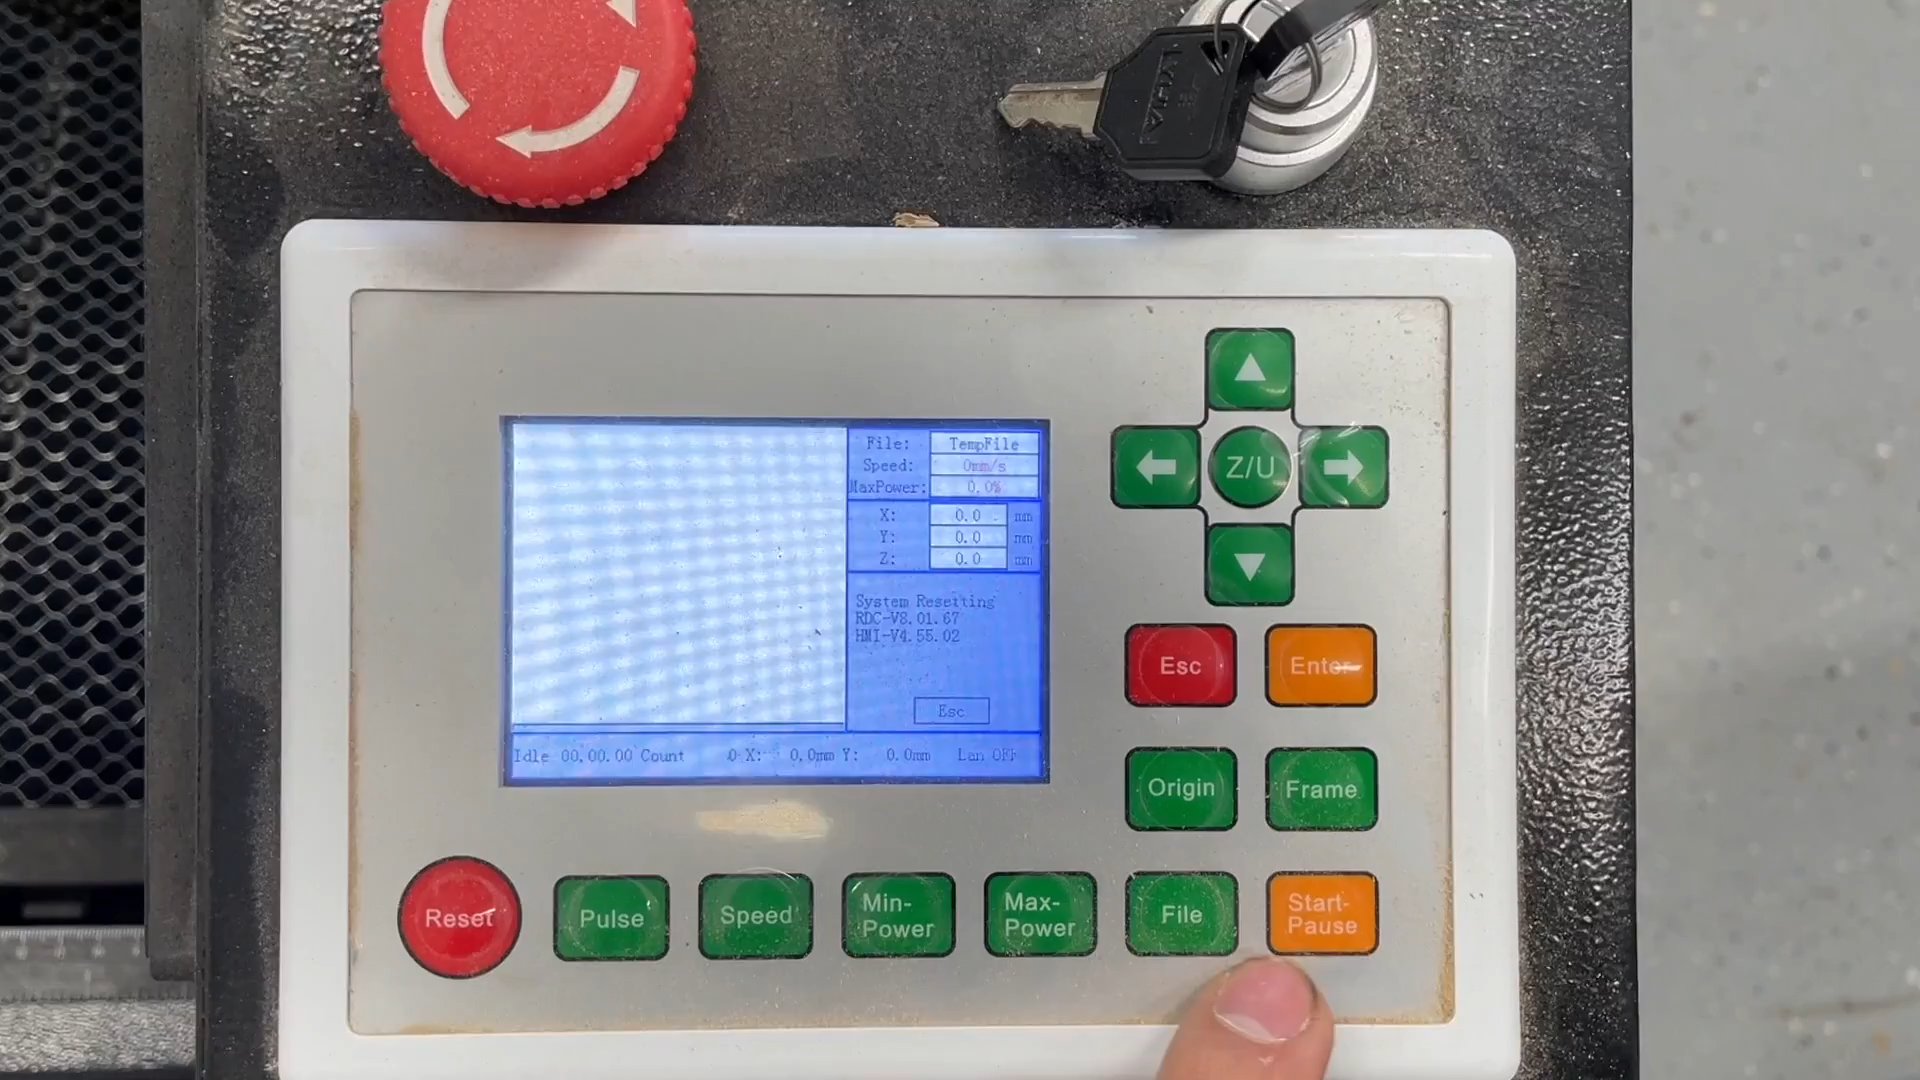 File: TempFile
Speed: 0mm/s
MaxPower: 0.0%
X: 0.0 mm
Y: 0.0 mm
Z: 0.0 mm
System Resetting
RDC-V8.01.67
HMI-V4.55.02
Esc
Idle 00.00.00 Count 0 X: 0.0mm Y: 0.0mm Lan OFF
Z/U
Esc
Enter
Origin
Frame
Reset
Pulse
Speed
Min-
Power
Max-
Power
File
Start-
Pause